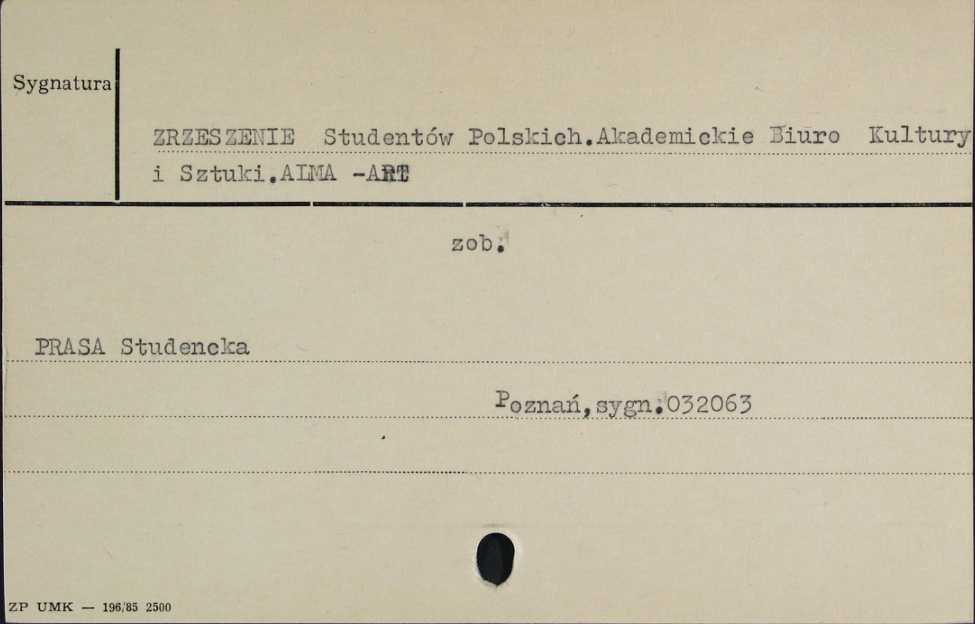 Sygnatura
ZRZESZENIE Studentów Polskich.Akademickie Biuro Kultury
i Sztuki.ALMA -ART
zob.
PRASA Studencka
Poznań,sygn.032063
ZP UMK — 196/85 2500